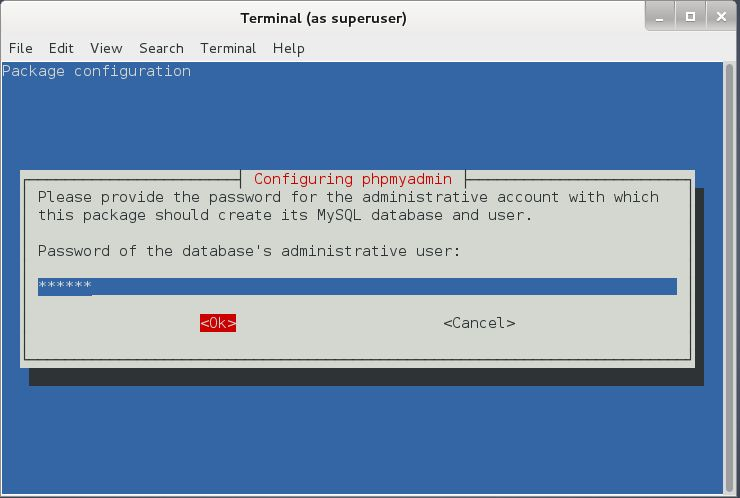 Terminal (as superuser)
File Edit View Search Terminal Help
Package configuration
Configuring phpmyadmin
Please provide the password for the administrative account with which
this package should create its MySQL database and user.
Password of the database's administrative user:
******
<Ok> <Cancel>